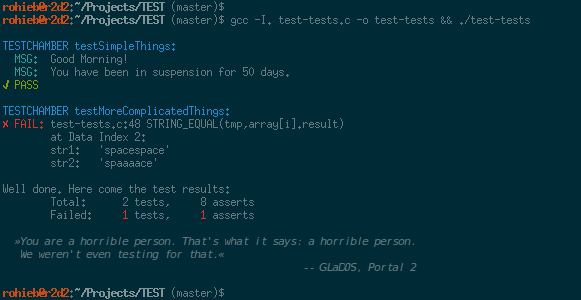 rohieb@r2d2:~/Projects/TEST (master)$
rohieb@r2d2:~/Projects/TEST (master)$ gcc -I. test-tests.c -o test-tests && ./test-tests
TESTCHAMBER testSimpleThings:
MSG: Good Morning!
MSG: You have been in suspension for 50 days.
✓ PASS
TESTCHAMBER testMoreComplicatedThings:
✗ FAIL: test-tests.c:48 STRING_EQUAL(tmp,array[i].result)
at Data Index 2:
str1: 'spacespace'
str2: 'spaaaace'
Well done. Here come the test results:
Total: 2 tests, 8 asserts
Failed: 1 tests, 1 asserts
»You are a horrible person. That's what it says: a horrible person.
We weren't even testing for that.«
-- GLaDOS, Portal 2
rohieb@r2d2:~/Projects/TEST (master)$